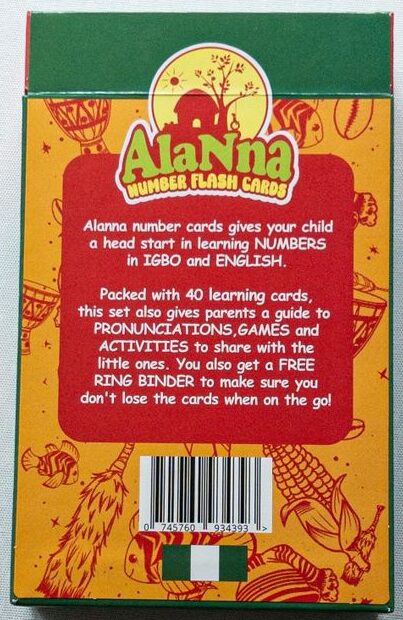 AlaNna
NUMBER FLASH CARDS
Alanna number cards gives your child
a head start in learning NUMBERS
in IGBO and ENGLISH.
Packed with 40 learning cards,
this set also gives parents a guide to
PRONUNCIATIONS,GAMES and
ACTIVITIES to share with the
little ones. You also get a FREE
RING BINDER to make sure you
don't lose the cards when on the go!
0 745760 934393 >